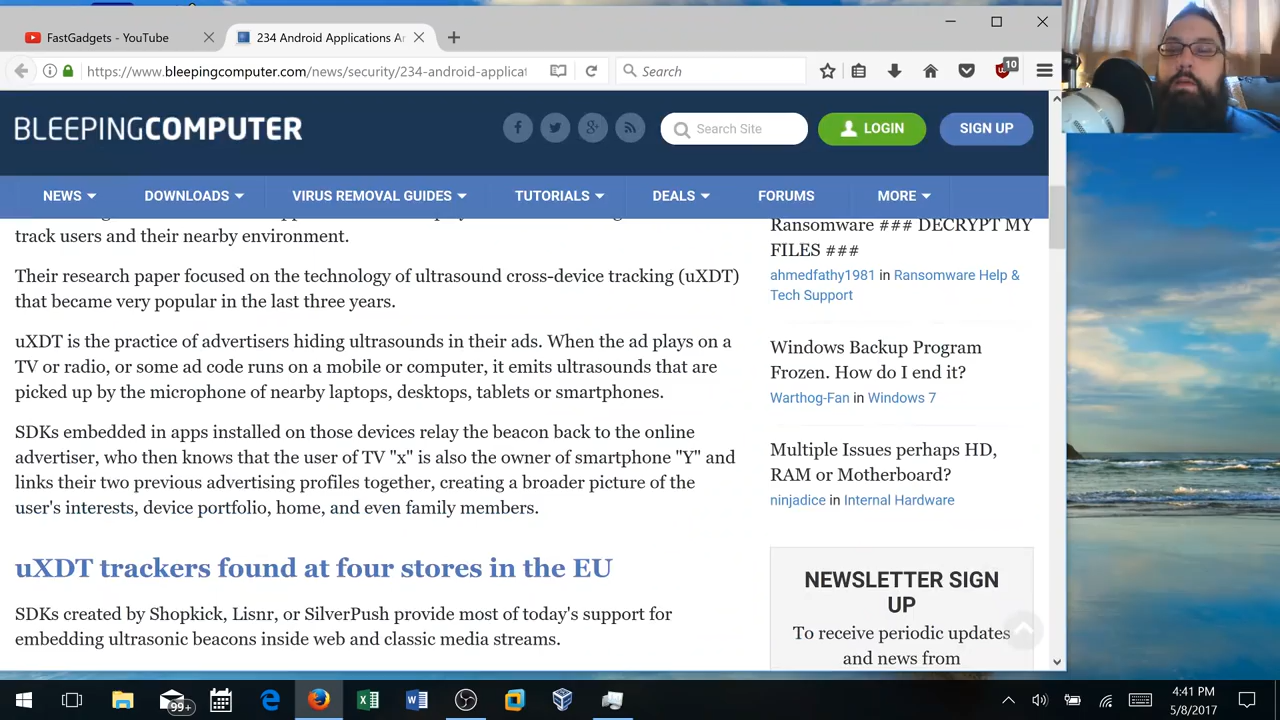 FastGadgets - YouTube
234 Android Applications Ar
https://www.bleepingcomputer.com/news/security/234-android-applicat
Search
10
BLEEPINGCOMPUTER
Search Site
LOGIN
SIGN UP
NEWS
DOWNLOADS
VIRUS REMOVAL GUIDES
TUTORIALS
DEALS
FORUMS
MORE
track users and their nearby environment.
Their research paper focused on the technology of ultrasound cross-device tracking (uXDT)
that became very popular in the last three years.
uXDT is the practice of advertisers hiding ultrasounds in their ads. When the ad plays on a
TV or radio, or some ad code runs on a mobile or computer, it emits ultrasounds that are
picked up by the microphone of nearby laptops, desktops, tablets or smartphones.
SDKs embedded in apps installed on those devices relay the beacon back to the online
advertiser, who then knows that the user of TV "x" is also the owner of smartphone "Y" and
links their two previous advertising profiles together, creating a broader picture of the
user's interests, device portfolio, home, and even family members.
uXDT trackers found at four stores in the EU
SDKs created by Shopkick, Lisnr, or SilverPush provide most of today's support for
embedding ultrasonic beacons inside web and classic media streams.
Ransomware ### DECRYPT MY
FILES ###
ahmedfathy1981 in Ransomware Help &
Tech Support
Windows Backup Program
Frozen. How do I end it?
Warthog-Fan in Windows 7
Multiple Issues perhaps HD,
RAM or Motherboard?
ninjadice in Internal Hardware
NEWSLETTER SIGN
UP
To receive periodic updates
and news from
99+
4:41 PM
5/8/2017